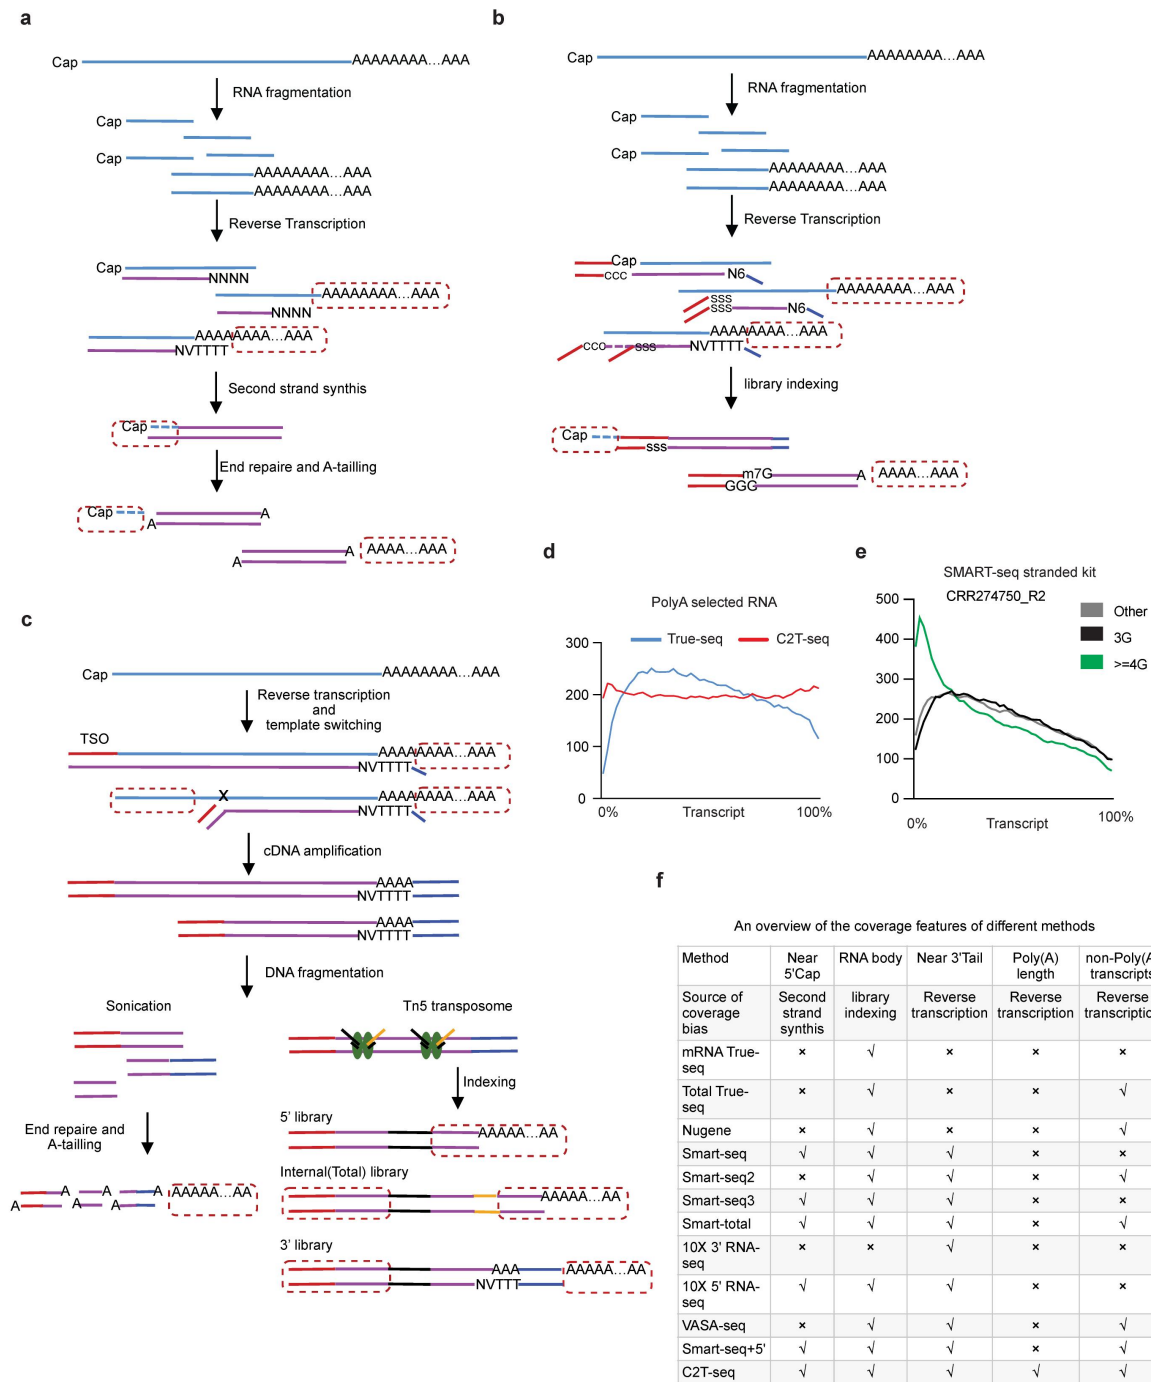 a
Cap
AAAAAAAA...AAA
RNA fragmentation
Cap
Cap
AAAAAAAA...AAA
AAAAAAAA...AAA
Reverse Transcription
Cap
NNNN
AAAAAAAA...AAA
NNNN
AAAAAAAA...AAA
NVTTTT
Second strand synthis
Cap
End repaire and A-tailling
Cap
A
A
A
A
AAAA...AAA
b
Cap
AAAAAAAA...AAA
RNA fragmentation
Cap
Cap
AAAAAAAA...AAA
AAAAAAAA...AAA
Reverse Transcription
Cap
CCC
N6
AAAAAAAA...AAA
SSS
SSS
N6
AAAAAAAA...AAA
CCC
SSS
NVTTTT
library indexing
Cap
SSS
m7G
GGG
A
AAAA...AAA
c
Cap
AAAAAAAA...AAA
Reverse transcription
and
template switching
TSO
AAAAAAAA...AAA
NVTTTT
X
AAAAAAAA...AAA
NVTTTT
cDNA amplification
AAAA
NVTTTT
AAAA
NVTTTT
DNA fragmentation
Sonication
Tn5 transposome
Indexing
End repaire and
A-tailling
A
A
A
A
A
A
AAAAA...AA
5' library
AAAAA...AA
Internal(Total) library
AAAAA...AA
3' library
AAA
NVTTT
AAAAA...AA
d
PolyA selected RNA
True-seq
C2T-seq
300
200
100
0
0%
Transcript
100%
e
SMART-seq stranded kit
CRR274750_R2
Other
3G
>=4G
500
400
300
200
100
0
0%
Transcript
100%
f
An overview of the coverage features of different methods
Method Near 5'Cap RNA body Near 3'Tail Poly(A) length non-Poly(A transcripts
Source of coverage bias Second strand synthis library indexing Reverse transcription Reverse transcription Reverse transcriptio
mRNA True-seq × √ × × ×
Total True-seq × √ × × √
Nugene × √ × × √
Smart-seq √ √ √ × ×
Smart-seq2 × √ √ × √
Smart-seq3 √ √ √ × ×
Smart-total √ √ √ × √
10X 3' RNA-seq × × √ × ×
10X 5' RNA-seq √ √ √ × ×
VASA-seq × √ √ × √
Smart-seq+5' √ √ √ × √
C2T-seq √ √ √ √ √